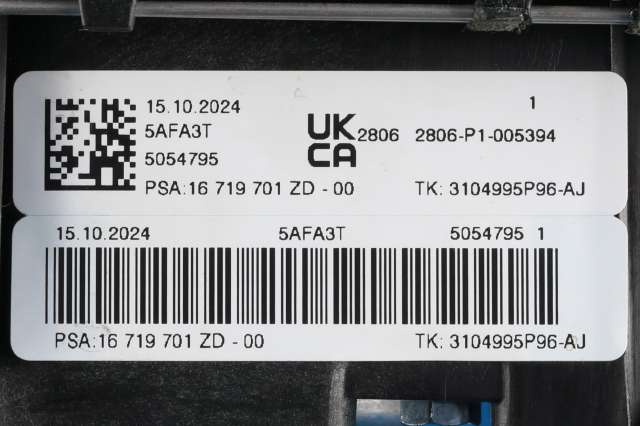 15.10.2024 1
5AFA3T UK CA 2806 2806-P1-005394
5054795
PSA:16 719 701 ZD - 00 TK: 3104995P96-AJ
15.10.2024 5AFA3T 5054795 1
PSA:16 719 701 ZD - 00 TK: 3104995P96-AJ